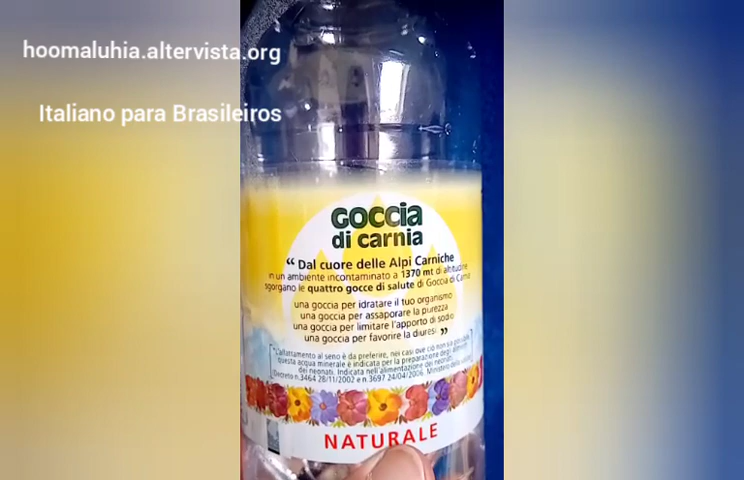 hoomaluhia.altervista.org
Italiano para Brasileiros
GOCCIA
di carnia
“ Dal cuore delle Alpi Carniche
in un ambiente incontaminato a 1370 mt di altitudine
sgorgano le quattro gocce di salute di Goccia di Carnia
una goccia per idratare il tuo organismo
una goccia per assaporare la purezza
una goccia per limitare l'apporto di sodio
una goccia per favorire la diuresi ”
"L'allattamento al seno è da preferire, nei casi ove ciò non sia possibile
questa acqua minerale è indicata per la preparazione degli alimenti
dei neonati. Indicata nell'alimentazione dei neonati.
Decreto n.3464 28/11/2002 e n.3697 24/04/2006. Ministero della
NATURALE